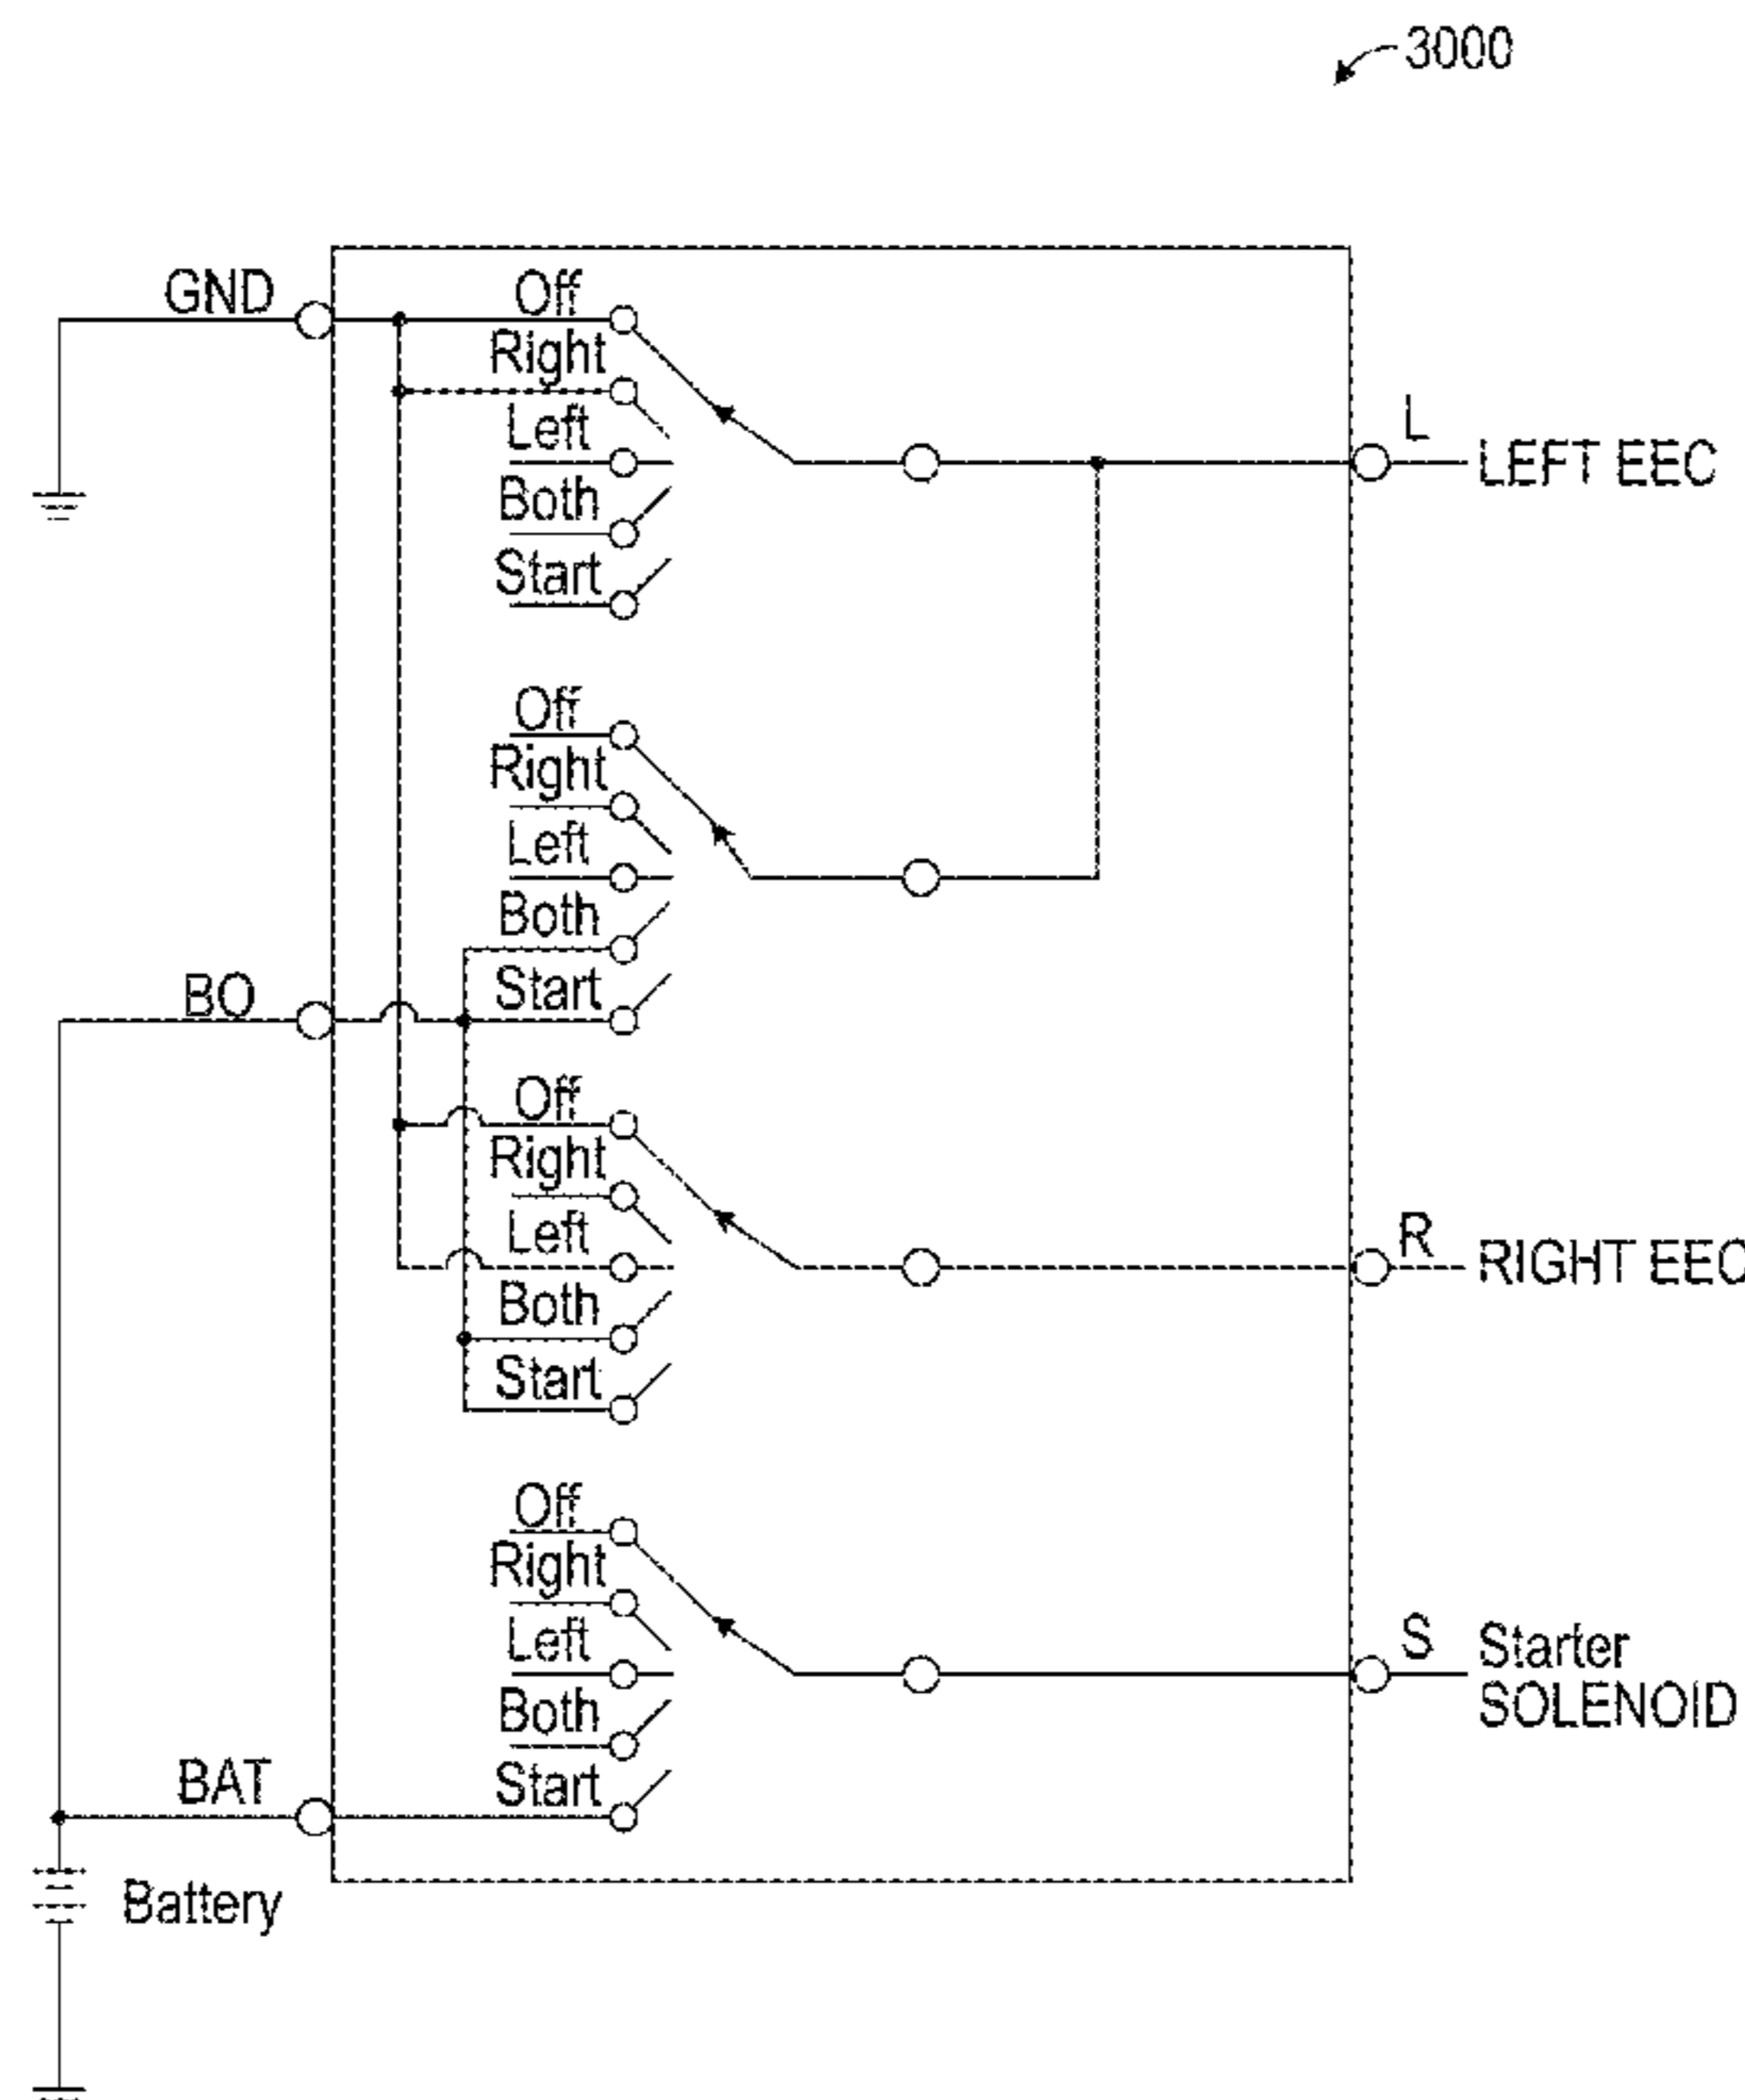 3000
GND
Off
Right
Left
Both
Start
L
LEFT EEC
Off
Right
Left
Both
Start
BO
Off
Right
Left
Both
Start
R
RIGHT EEC
Off
Right
Left
Both
Start
S
Starter
SOLENOID
BAT
Battery